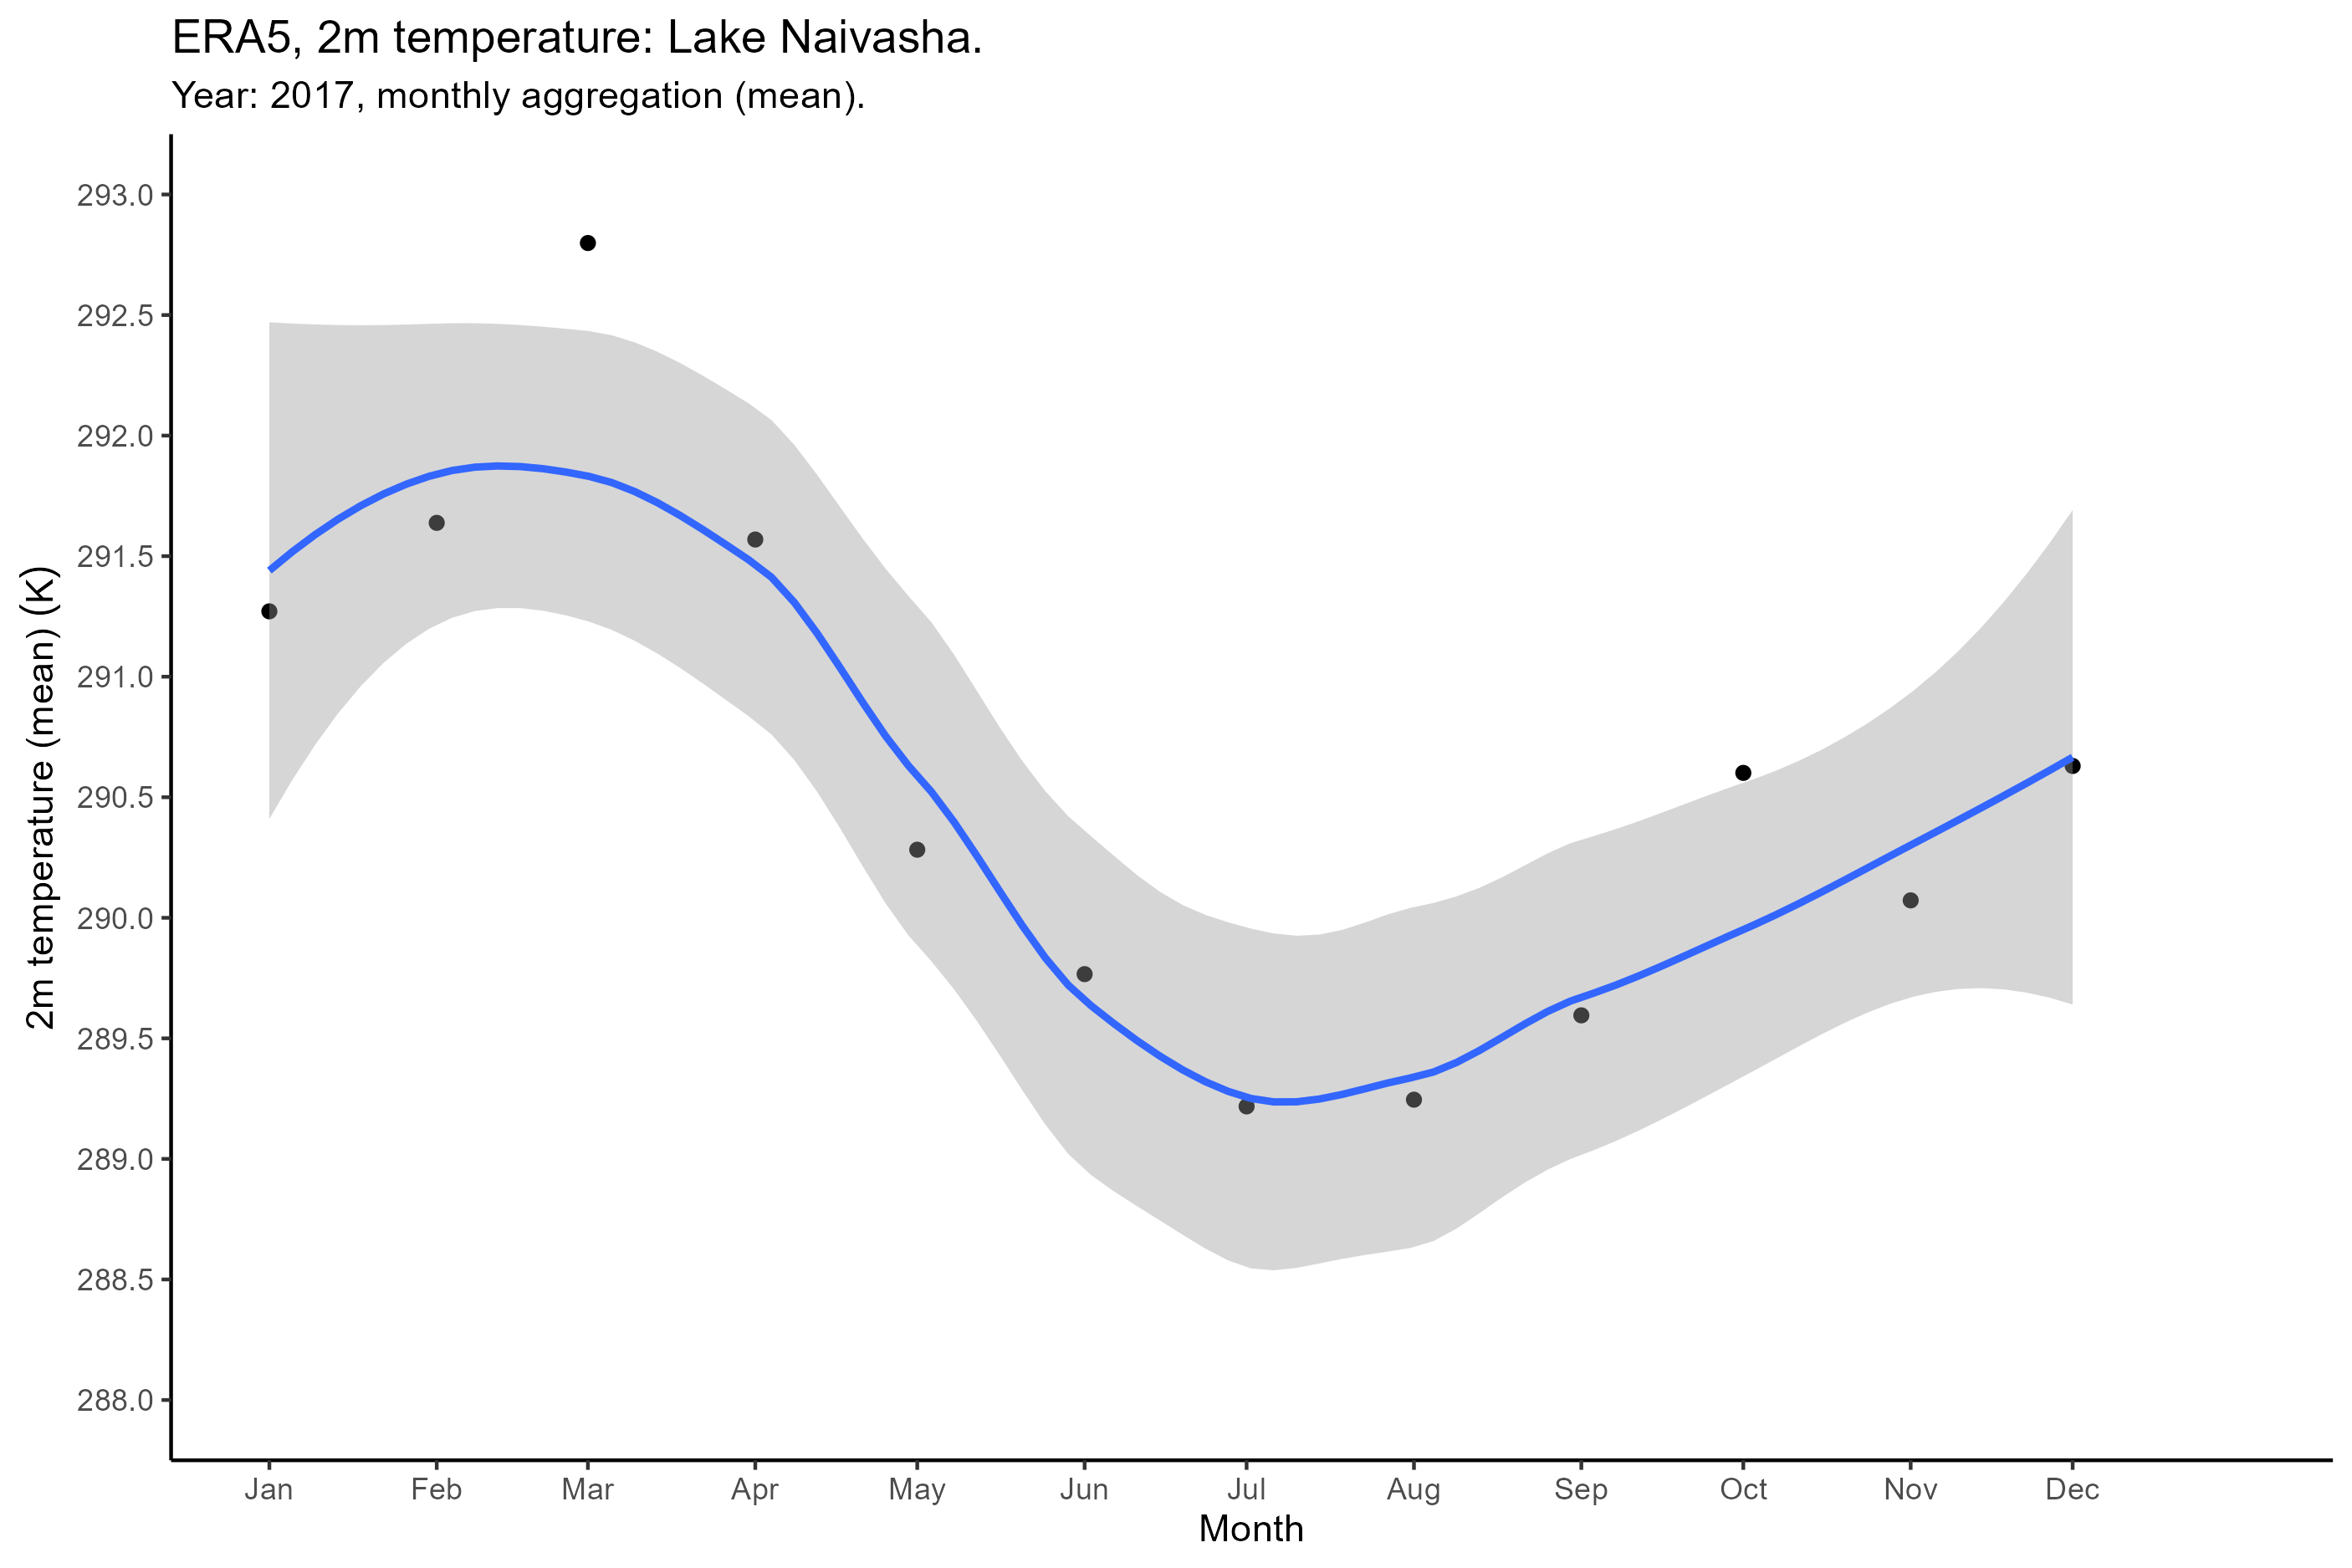 ERA5, 2m temperature: Lake Naivasha.
Year: 2017, monthly aggregation (mean).
2m temperature (mean) (K)
293.0
292.5
292.0
291.5
291.0
290.5
290.0
289.5
289.0
288.5
288.0
Jan Feb Mar Apr May Jun Jul Aug Sep Oct Nov Dec
Month